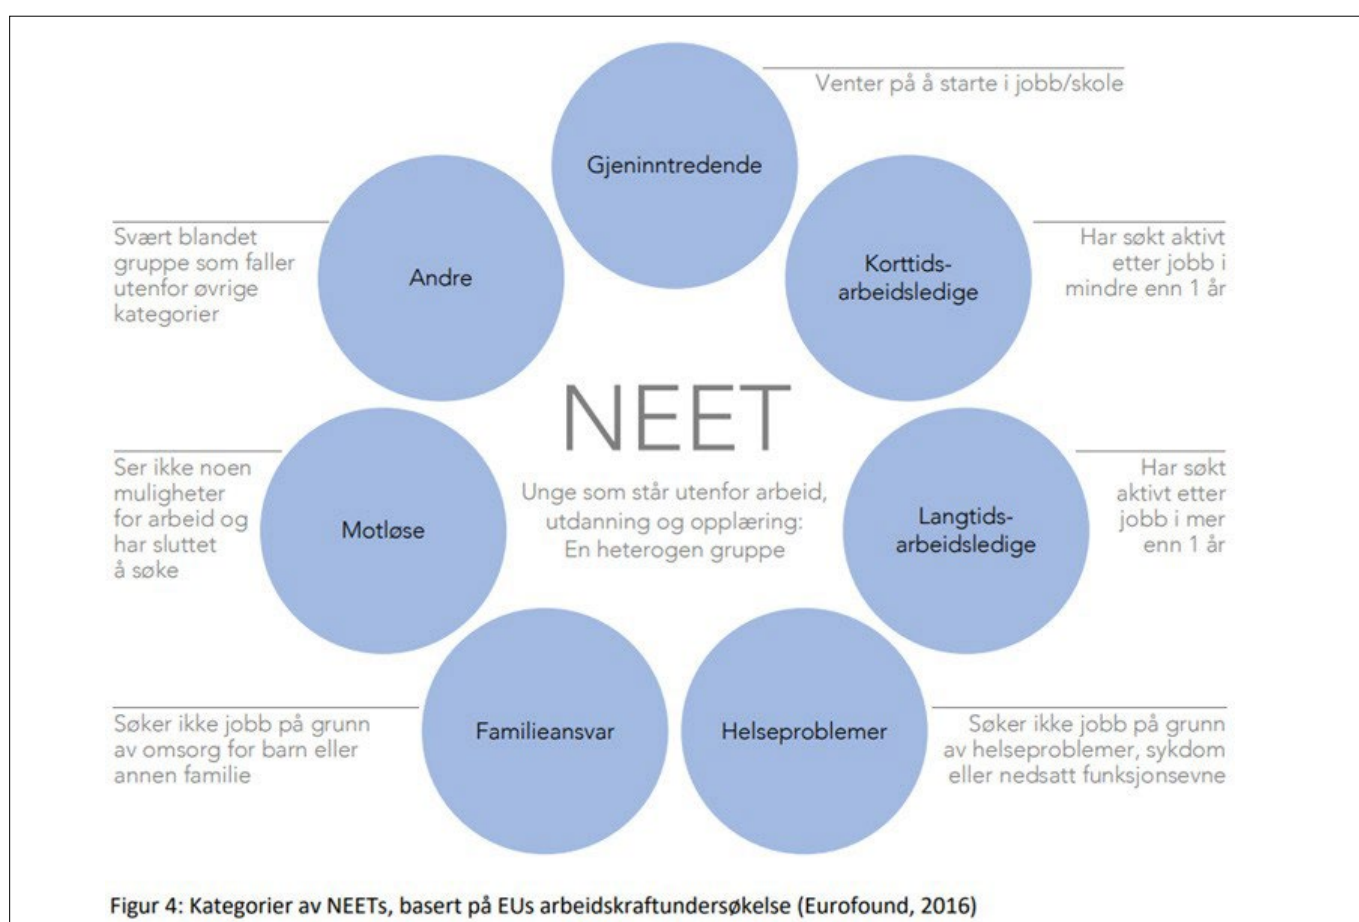 Venter på å starte i jobb/skole
Gjeninntredende
Korttids-
arbeidsledige
Har søkt aktivt
etter jobb i
mindre enn 1 år
Langtids-
arbeidsledige
Har søkt
aktivt etter
jobb i mer
enn 1 år
Helseproblemer
Søker ikke jobb på grunn
av helseproblemer, sykdom
eller nedsatt funksjonsevne
Familieansvar
Søker ikke jobb på grunn
av omsorg for barn eller
annen familie
Motløse
Ser ikke noen
muligheter
for arbeid og
har sluttet
å søke
Andre
Svært blandet
gruppe som faller
utenfor øvrige
kategorier
NEET
Unge som står utenfor arbeid,
utdanning og opplæring:
En heterogen gruppe
Figur 4: Kategorier av NEETs, basert på EUs arbeidskraftundersøkelse (Eurofound, 2016)